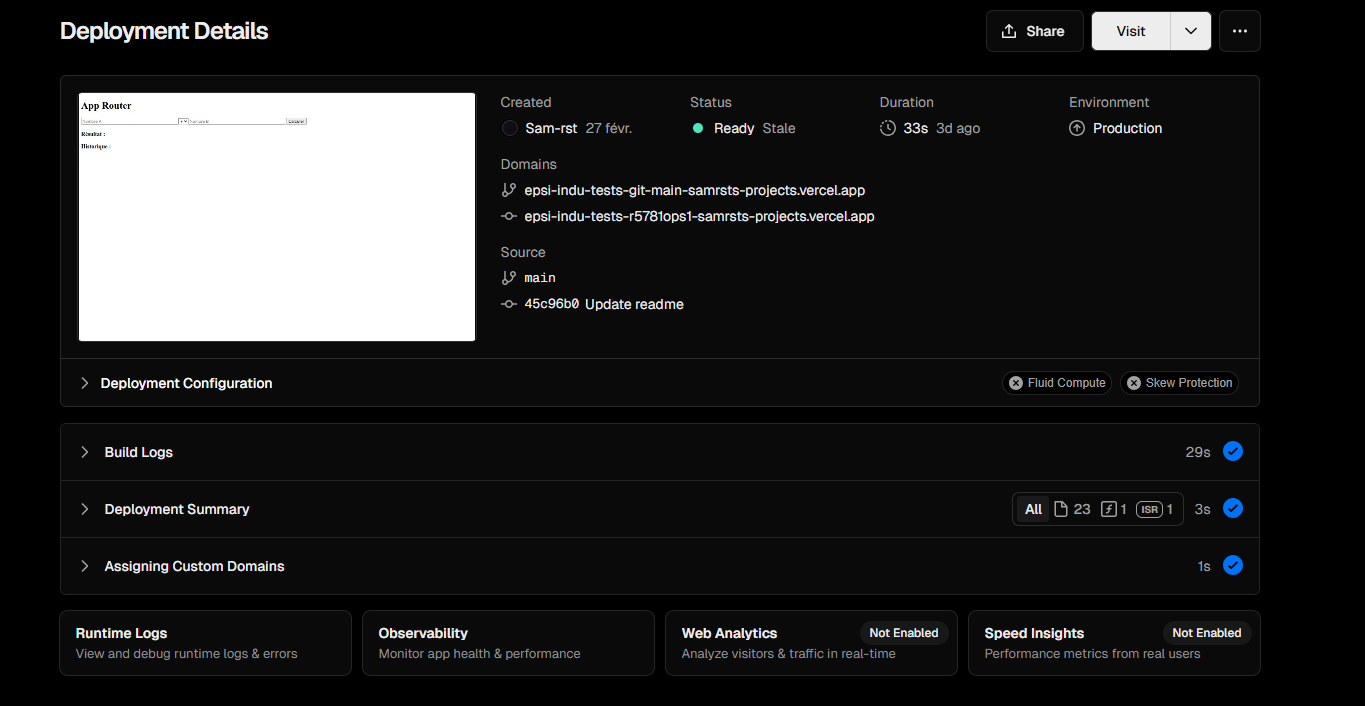 Deployment Details
Share
Visit
App Router
Résultat :
Historique :
Created
Sam-rst 27 févr.
Status
Ready Stale
Duration
33s 3d ago
Environment
Production
Domains
epsi-indu-tests-git-main-samrsts-projects.vercel.app
epsi-indu-tests-r5781ops1-samrsts-projects.vercel.app
Source
main
45c96b0 Update readme
Deployment Configuration
Fluid Compute
Skew Protection
Build Logs
29s
Deployment Summary
All 23 1 ISR 1
3s
Assigning Custom Domains
1s
Runtime Logs
View and debug runtime logs & errors
Observability
Monitor app health & performance
Web Analytics
Not Enabled
Analyze visitors & traffic in real-time
Speed Insights
Not Enabled
Performance metrics from real users